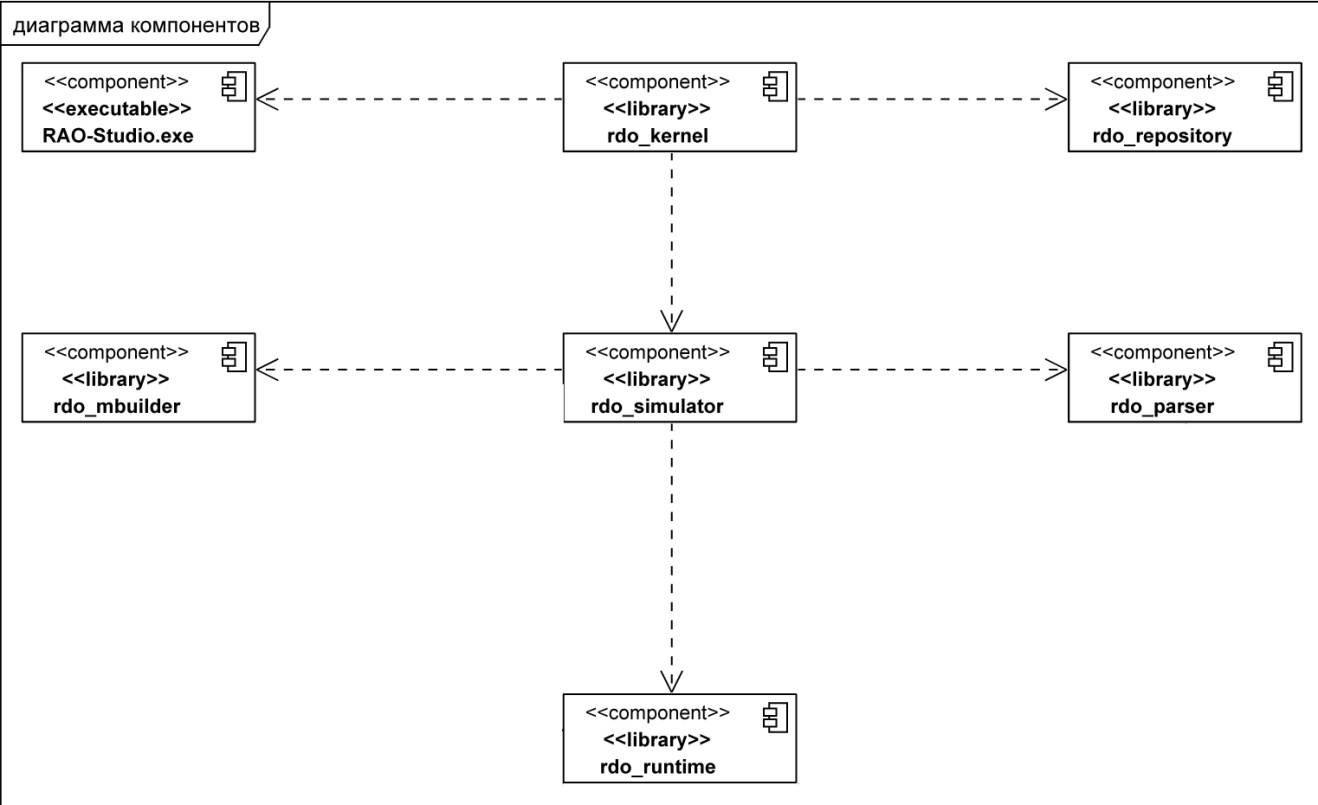 диаграмма компонентов
<<component>>
<<executable>>
RAO-Studio.exe
<<component>>
<<library>>
rdo_kernel
<<component>>
<<library>>
rdo_repository
<<component>>
<<library>>
rdo_mbuilder
<<component>>
<<library>>
rdo_simulator
<<component>>
<<library>>
rdo_parser
<<component>>
<<library>>
rdo_runtime